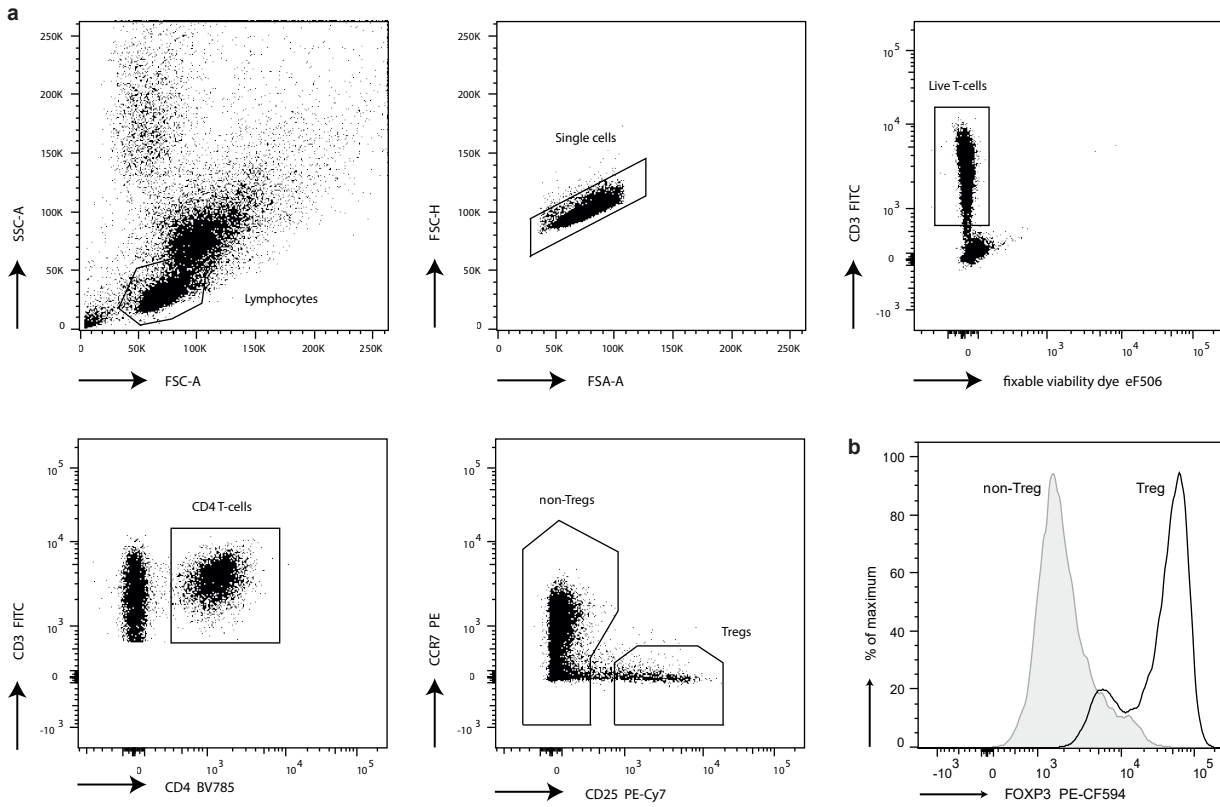 a
250K
200K
150K
100K
50K
0
SSC-A
Lymphocytes
0 50K 100K 150K 200K 250K
FSC-A
250K
200K
150K
100K
50K
0
FSC-H
Single cells
0 50K 100K 150K 200K 250K
FSA-A
10 5
10 4
10 3
0
-10 3
CD3 FITC
Live T-cells
0 10 3 10 4 10 5
fixable viability dye eF506
10 5
10 4
10 3
0
-10 3
CD3 FITC
CD4 T-cells
0 10 3 10 4 10 5
CD4 BV785
10 5
10 4
10 3
0
-10 3
CCR7 PE
non-Tregs
Tregs
0 10 3 10 4 10 5
CD25 PE-Cy7
b
100
80
60
40
20
0
% of maximum
non-Treg
Treg
-10 3 0 10 3 10 4 10 5
FOXP3 PE-CF594